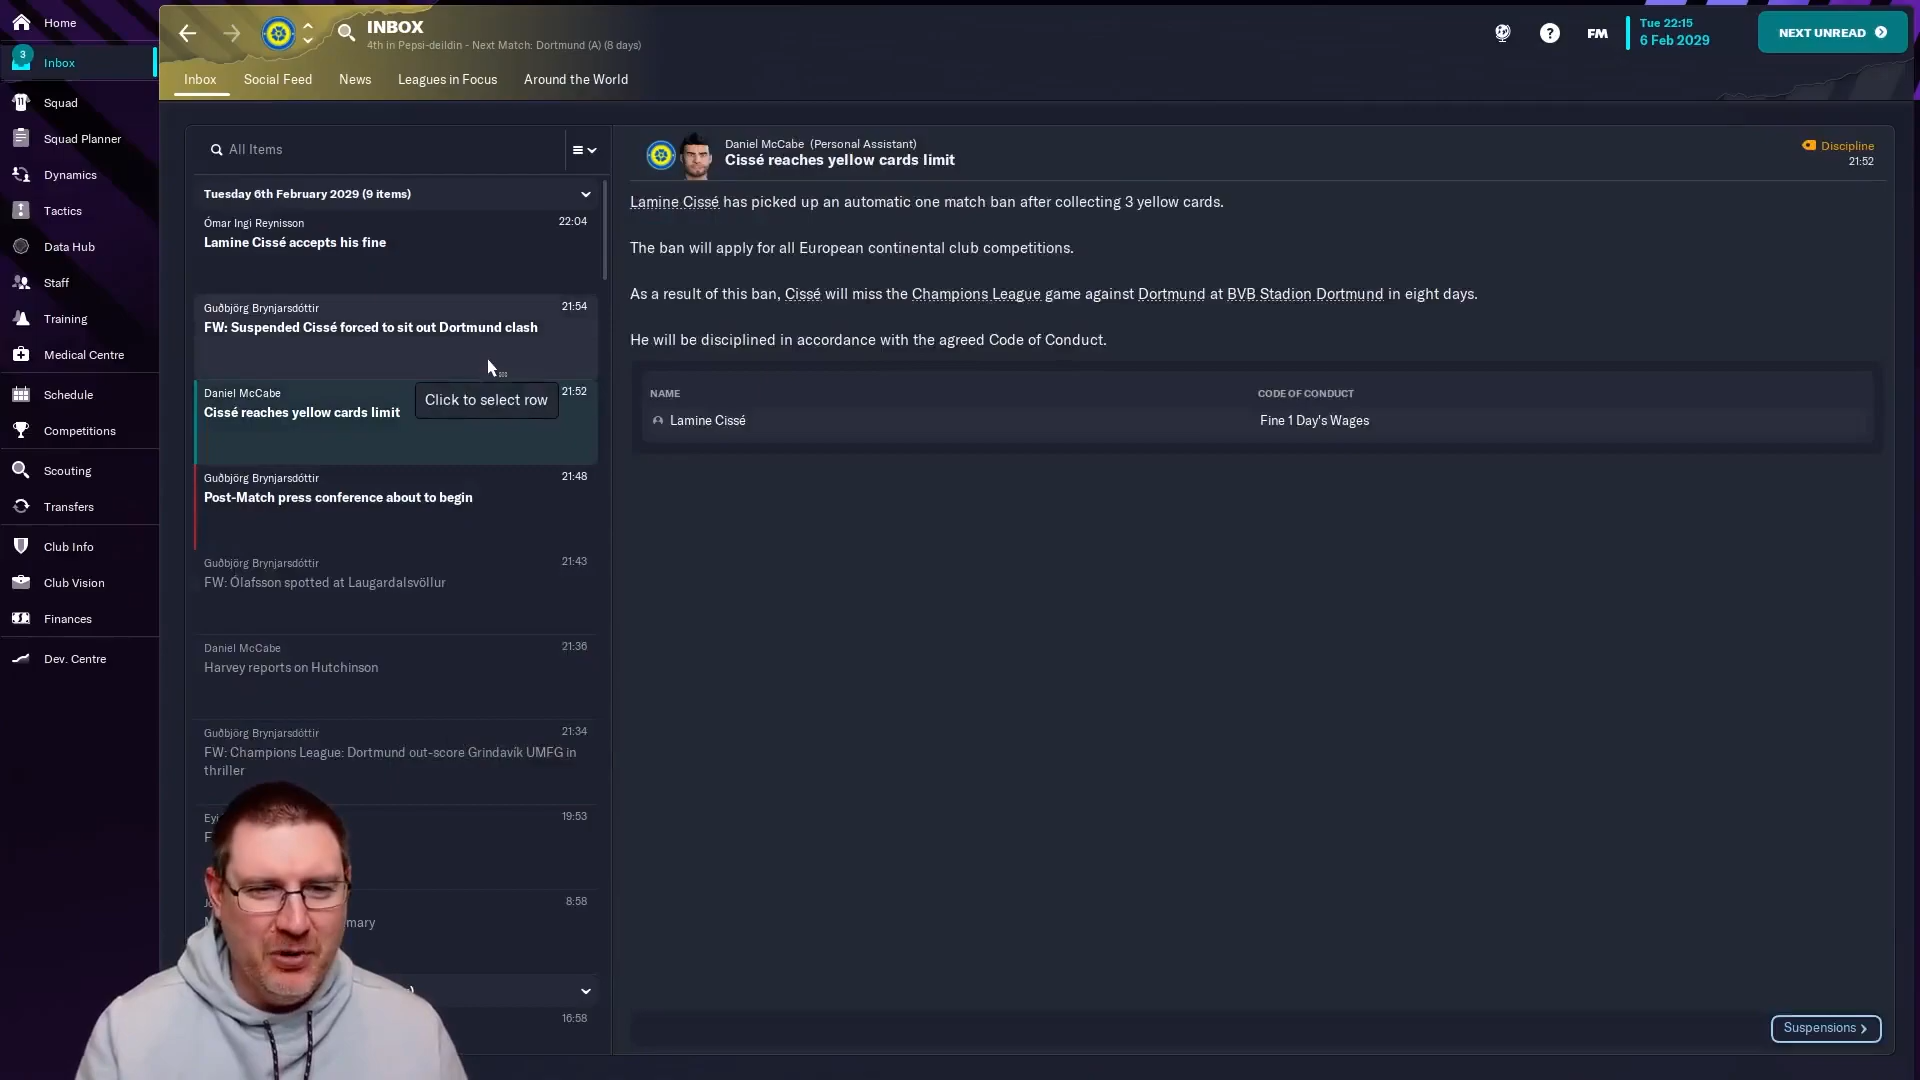 Home
3
Inbox
Squad
Squad Planner
Dynamics
Tactics
Data Hub
Staff
Training
Medical Centre
Schedule
Competitions
Scouting
Transfers
Club Info
Club Vision
Finances
Dev. Centre
INBOX
4th in Pepsi-deildin - Next Match: Dortmund (A) (8 days)
FM
Tue 22:15
6 Feb 2029
NEXT UNREAD
Inbox
Social Feed
News
Leagues in Focus
Around the World
All Items
Tuesday 6th February 2029 (9 items)
Ómar Ingi Reynisson
22:04
Lamine Cissé accepts his fine
Guðbjörg Brynjarsdóttir
21:54
FW: Suspended Cissé forced to sit out Dortmund clash
Daniel McCabe
21:52
Cissé reaches yellow cards limit
Click to select row
Guðbjörg Brynjarsdóttir
21:48
Post-Match press conference about to begin
Guðbjörg Brynjarsdóttir
21:43
FW: Ólafsson spotted at Laugardalsvöllur
Daniel McCabe
21:36
Harvey reports on Hutchinson
Guðbjörg Brynjarsdóttir
21:34
FW: Champions League: Dortmund out-score Grindavík UMFG in
thriller
19:53
8:58
16:58
Daniel McCabe (Personal Assistant)
Cissé reaches yellow cards limit
Discipline
21:52
Lamine Cissé has picked up an automatic one match ban after collecting 3 yellow cards.
The ban will apply for all European continental club competitions.
As a result of this ban, Cissé will miss the Champions League game against Dortmund at BVB Stadion Dortmund in eight days.
He will be disciplined in accordance with the agreed Code of Conduct.
NAME
CODE OF CONDUCT
Lamine Cissé
Fine 1 Day's Wages
Suspensions